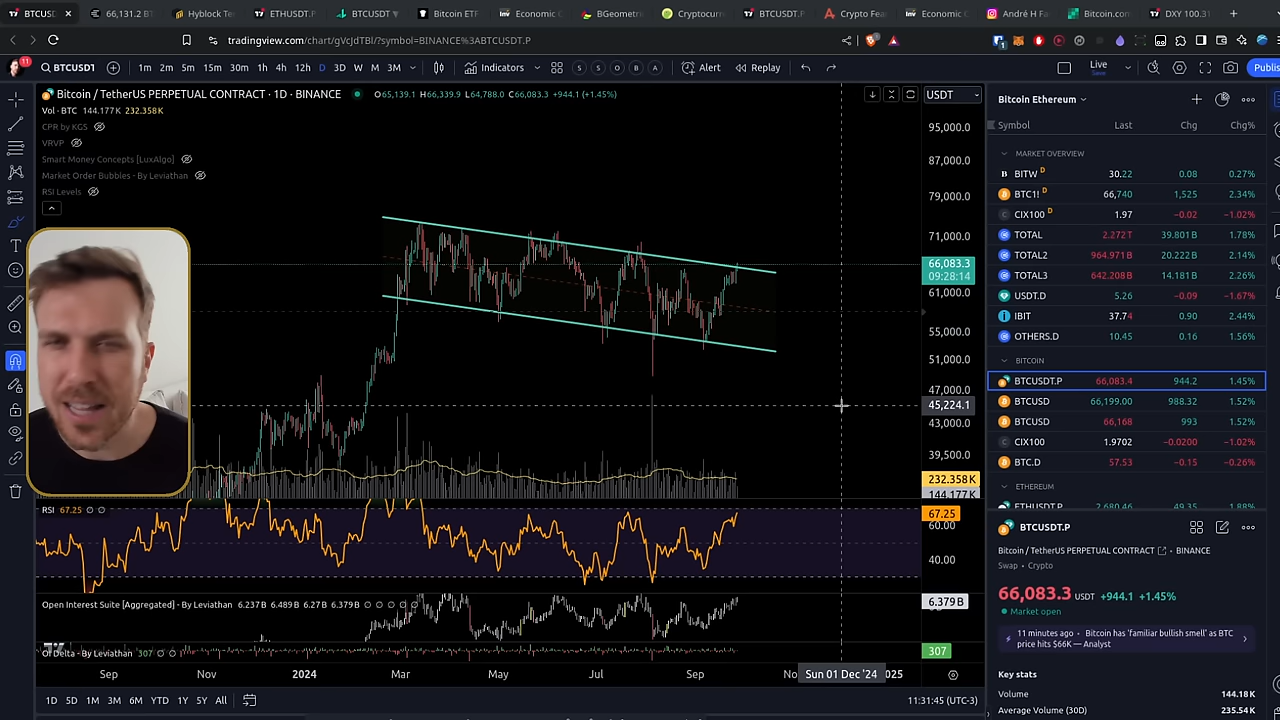 BTCUSD
66,131.2 B
Hyblock Te
ETHUSDT.P
BTCUSDT
Bitcoin ETF
Economic C
BGeometri
Cryptocurr
BTCUSDT.P
Crypto Fea
Economic C
André H Fa
Bitcoin.con
DXY 100.31
tradingview.com/chart/gVcJdTBI/?symbol=BINANCE%3ABTCUSDT.P
11
BTCUSDT
1m 2m 5m 15m 30m 1h 4h 12h D 3D W M 3M
Indicators
S S O B A
Alert
Replay
Live
Save
Publis
Bitcoin / TetherUS PERPETUAL CONTRACT · 1D · BINANCE
O65,139.1 H66,339.9 L64,788.0 C66,083.3 +944.1 (+1.45%)
USDT
Vol · BTC 144.177K 232.358K
CPR by KGS
VRVP
Smart Money Concepts [LuxAlgo]
Market Order Bubbles - By Leviathan
RSI Levels
95,000.0
87,000.0
79,000.0
71,000.0
66,083.3
09:28:14
61,000.0
55,000.0
51,000.0
47,000.0
45,224.1
43,000.0
39,500.0
232.358K
144.177K
RSI 67.25
67.25
60.00
40.00
Open Interest Suite [Aggregated] - By Leviathan 6.237B 6.489B 6.27B 6.379B
6.379B
OI Delta - By Leviathan 307
307
Sep Nov 2024 Mar May Jul Sep No Sun 01 Dec '24 2025
1D 5D 1M 3M 6M YTD 1Y 5Y All
11:31:45 (UTC-3)
Bitcoin Ethereum
Symbol Last Chg Chg%
MARKET OVERVIEW
BITW D 30.22 0.08 0.27%
BTC1! D 66,740 1,525 2.34%
CIX100 D 1.97 −0.02 −1.02%
TOTAL 2.272T 39.801B 1.78%
TOTAL2 964.971B 20.222B 2.14%
TOTAL3 642.208B 14.181B 2.26%
USDT.D 5.26 −0.09 −1.67%
IBIT 37.74 0.90 2.44%
OTHERS.D 10.45 0.16 1.56%
BITCOIN
BTCUSDT.P 66,083.4 944.2 1.45%
BTCUSD 66,199.00 988.32 1.52%
BTCUSD 66,168 993 1.52%
CIX100 1.9702 −0.0200 −1.02%
BTC.D 57.53 −0.15 −0.26%
ETHEREUM
ETHUSDT.P 2,680.46 49.35 1.88%
BTCUSDT.P
Bitcoin / TetherUS PERPETUAL CONTRACT • BINANCE
Swap • Crypto
66,083.3 USDT +944.1 +1.45%
Market open
11 minutes ago • Bitcoin has 'familiar bullish smell' as BTC
price hits $66K — Analyst
Key stats
Volume 144.18K
Average Volume (30D) 235.54K